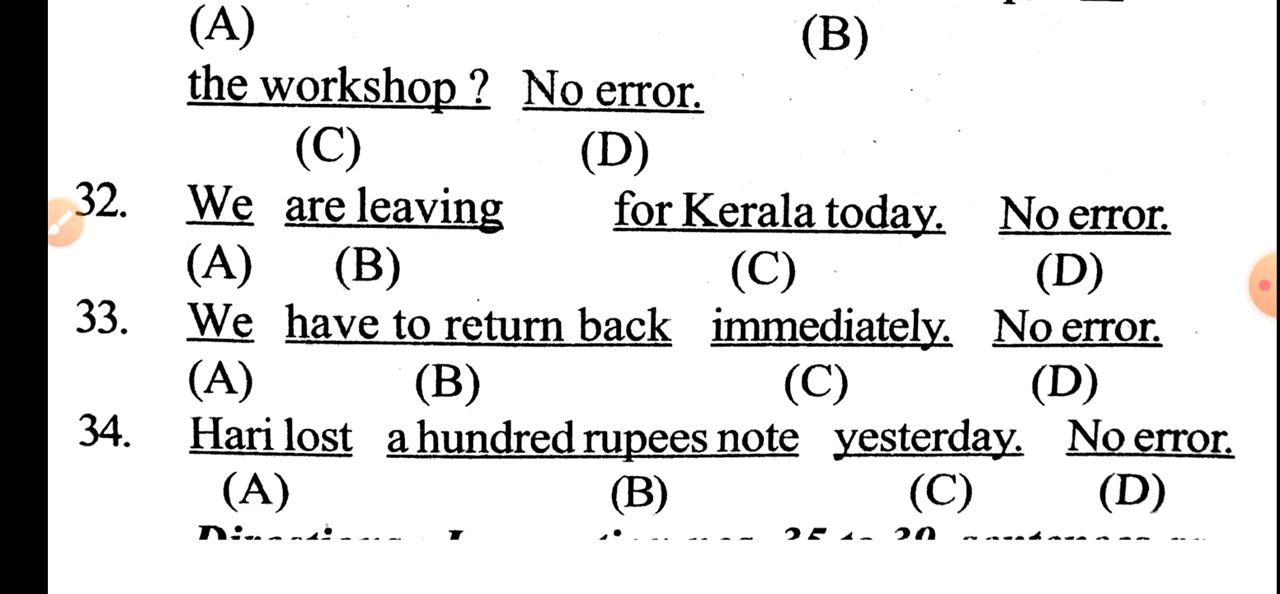 (A) (B)
the workshop ? No error.
(C) (D)
32. We are leaving for Kerala today. No error.
(A) (B) (C) (D)
33. We have to return back immediately. No error.
(A) (B) (C) (D)
34. Hari lost a hundred rupees note yesterday. No error.
(A) (B) (C) (D)